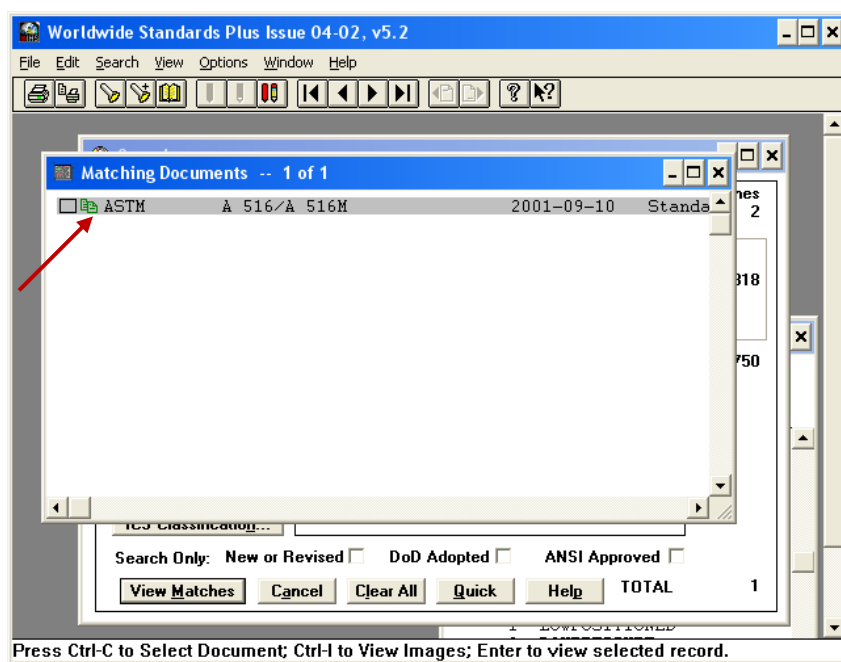 Worldwide Standards Plus Issue 04-02, v5.2
File Edit Search View Options Window Help
Matching Documents -- 1 of 1
ASTM A 516/A 516M 2001-09-10 Standa
2
318
750
Search Only: New or Revised DoD Adopted ANSI Approved
View Matches Cancel Clear All Quick Help TOTAL 1
Press Ctrl-C to Select Document; Ctrl-I to View Images; Enter to view selected record.